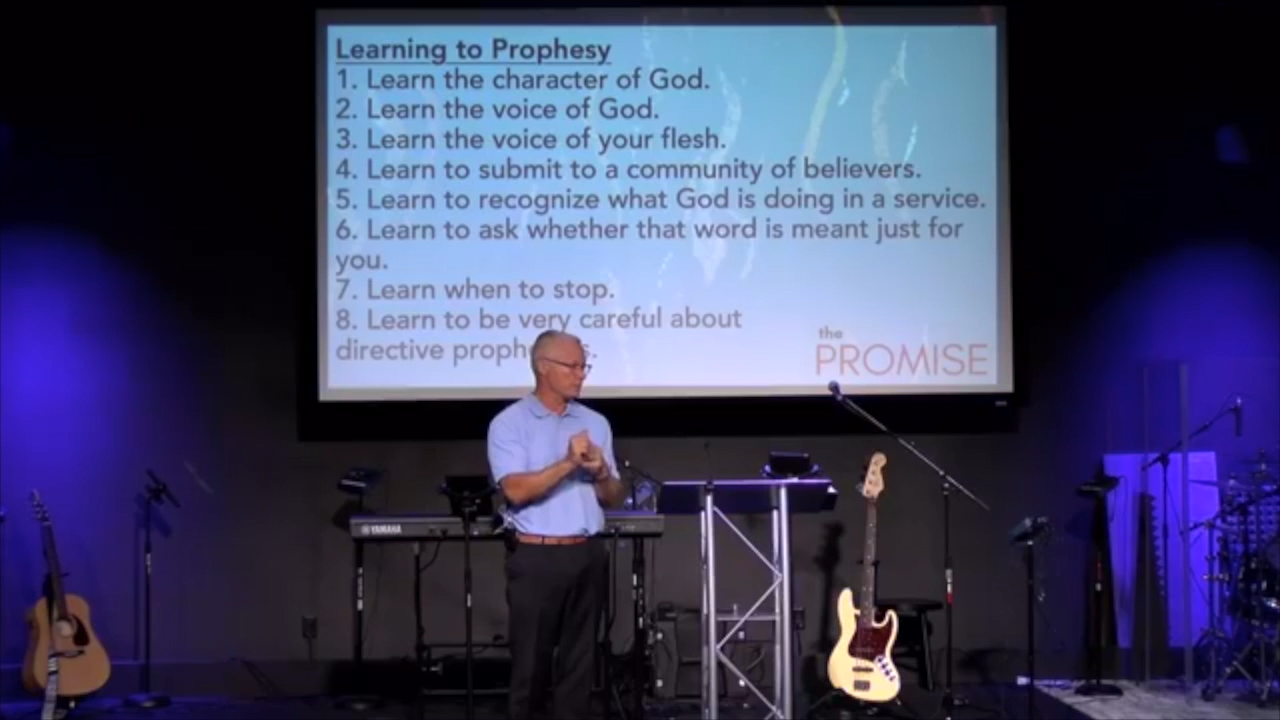 Learning to Prophesy
1. Learn the character of God.
2. Learn the voice of God.
3. Learn the voice of your flesh.
4. Learn to submit to a community of believers.
5. Learn to recognize what God is doing in a service.
6. Learn to ask whether that word is meant just for
you.
7. Learn when to stop.
8. Learn to be very careful about
directive
the
PROMISE
YAMAHA